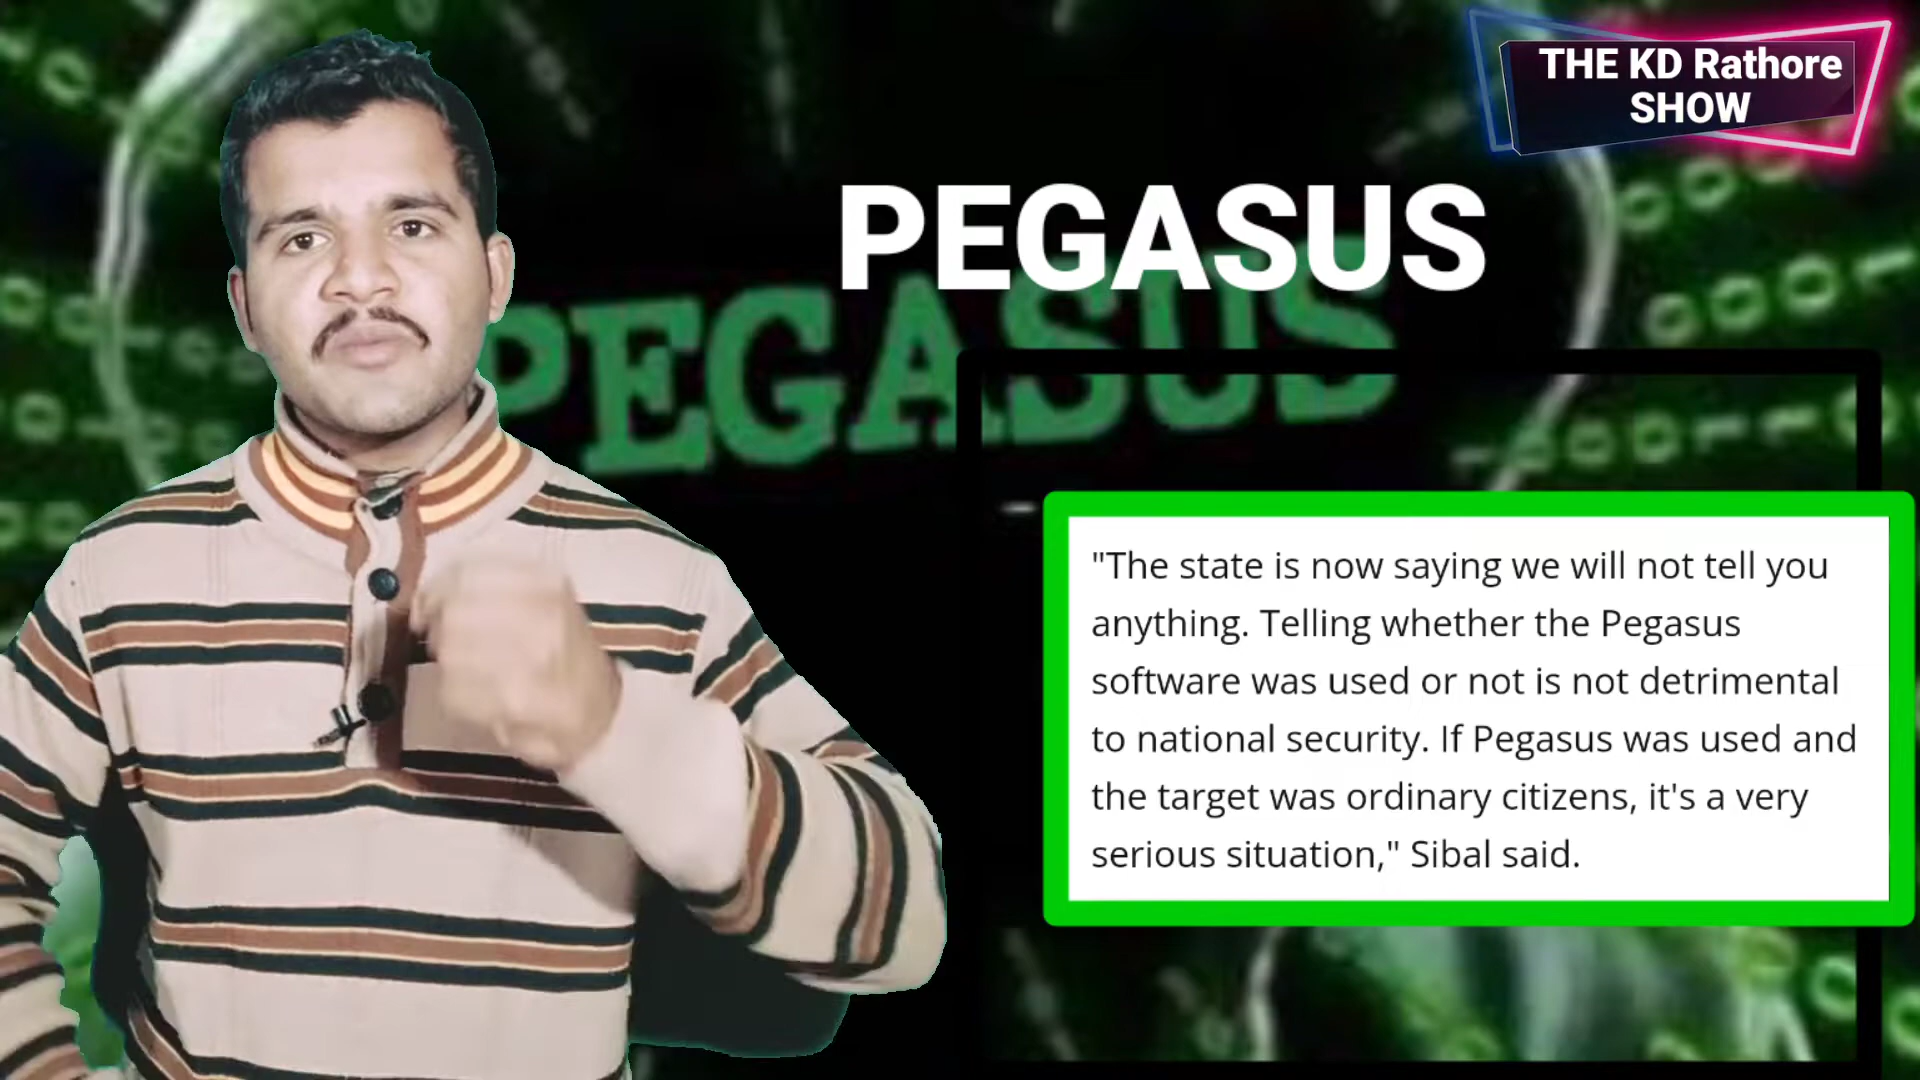 THE KD Rathore
SHOW
PEGASUS
PEGASUS
"The state is now saying we will not tell you
anything. Telling whether the Pegasus
software was used or not is not detrimental
to national security. If Pegasus was used and
the target was ordinary citizens, it's a very
serious situation," Sibal said.